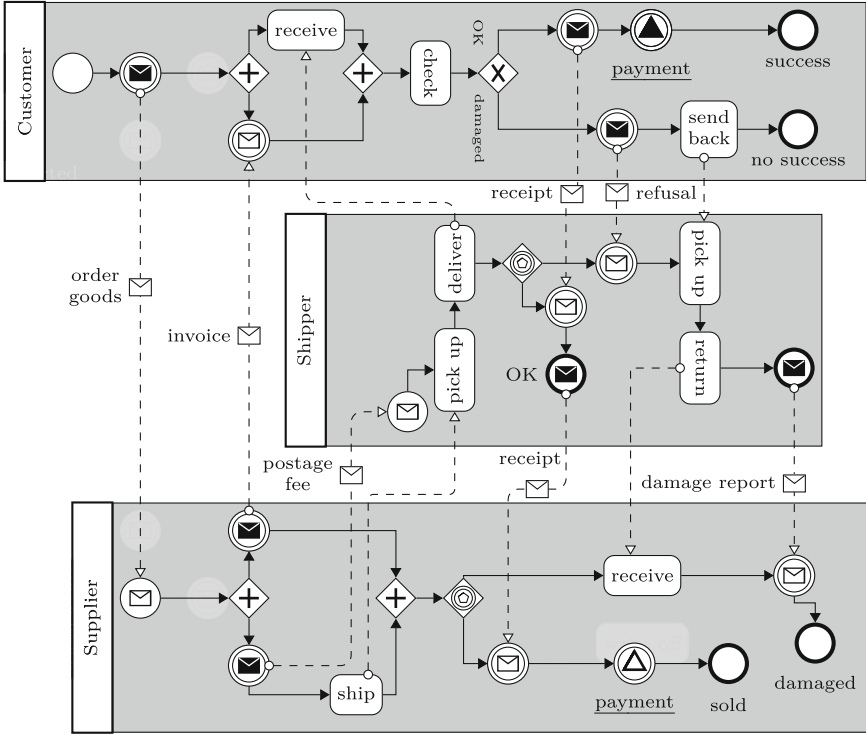 Customer
receive
check
OK
damaged
payment
success
send
back
no success
receipt
refusal
order
goods
invoice
Shipper
deliver
pick up
OK
pick up
return
postage
fee
receipt
damage report
Supplier
ship
receive
payment
sold
damaged